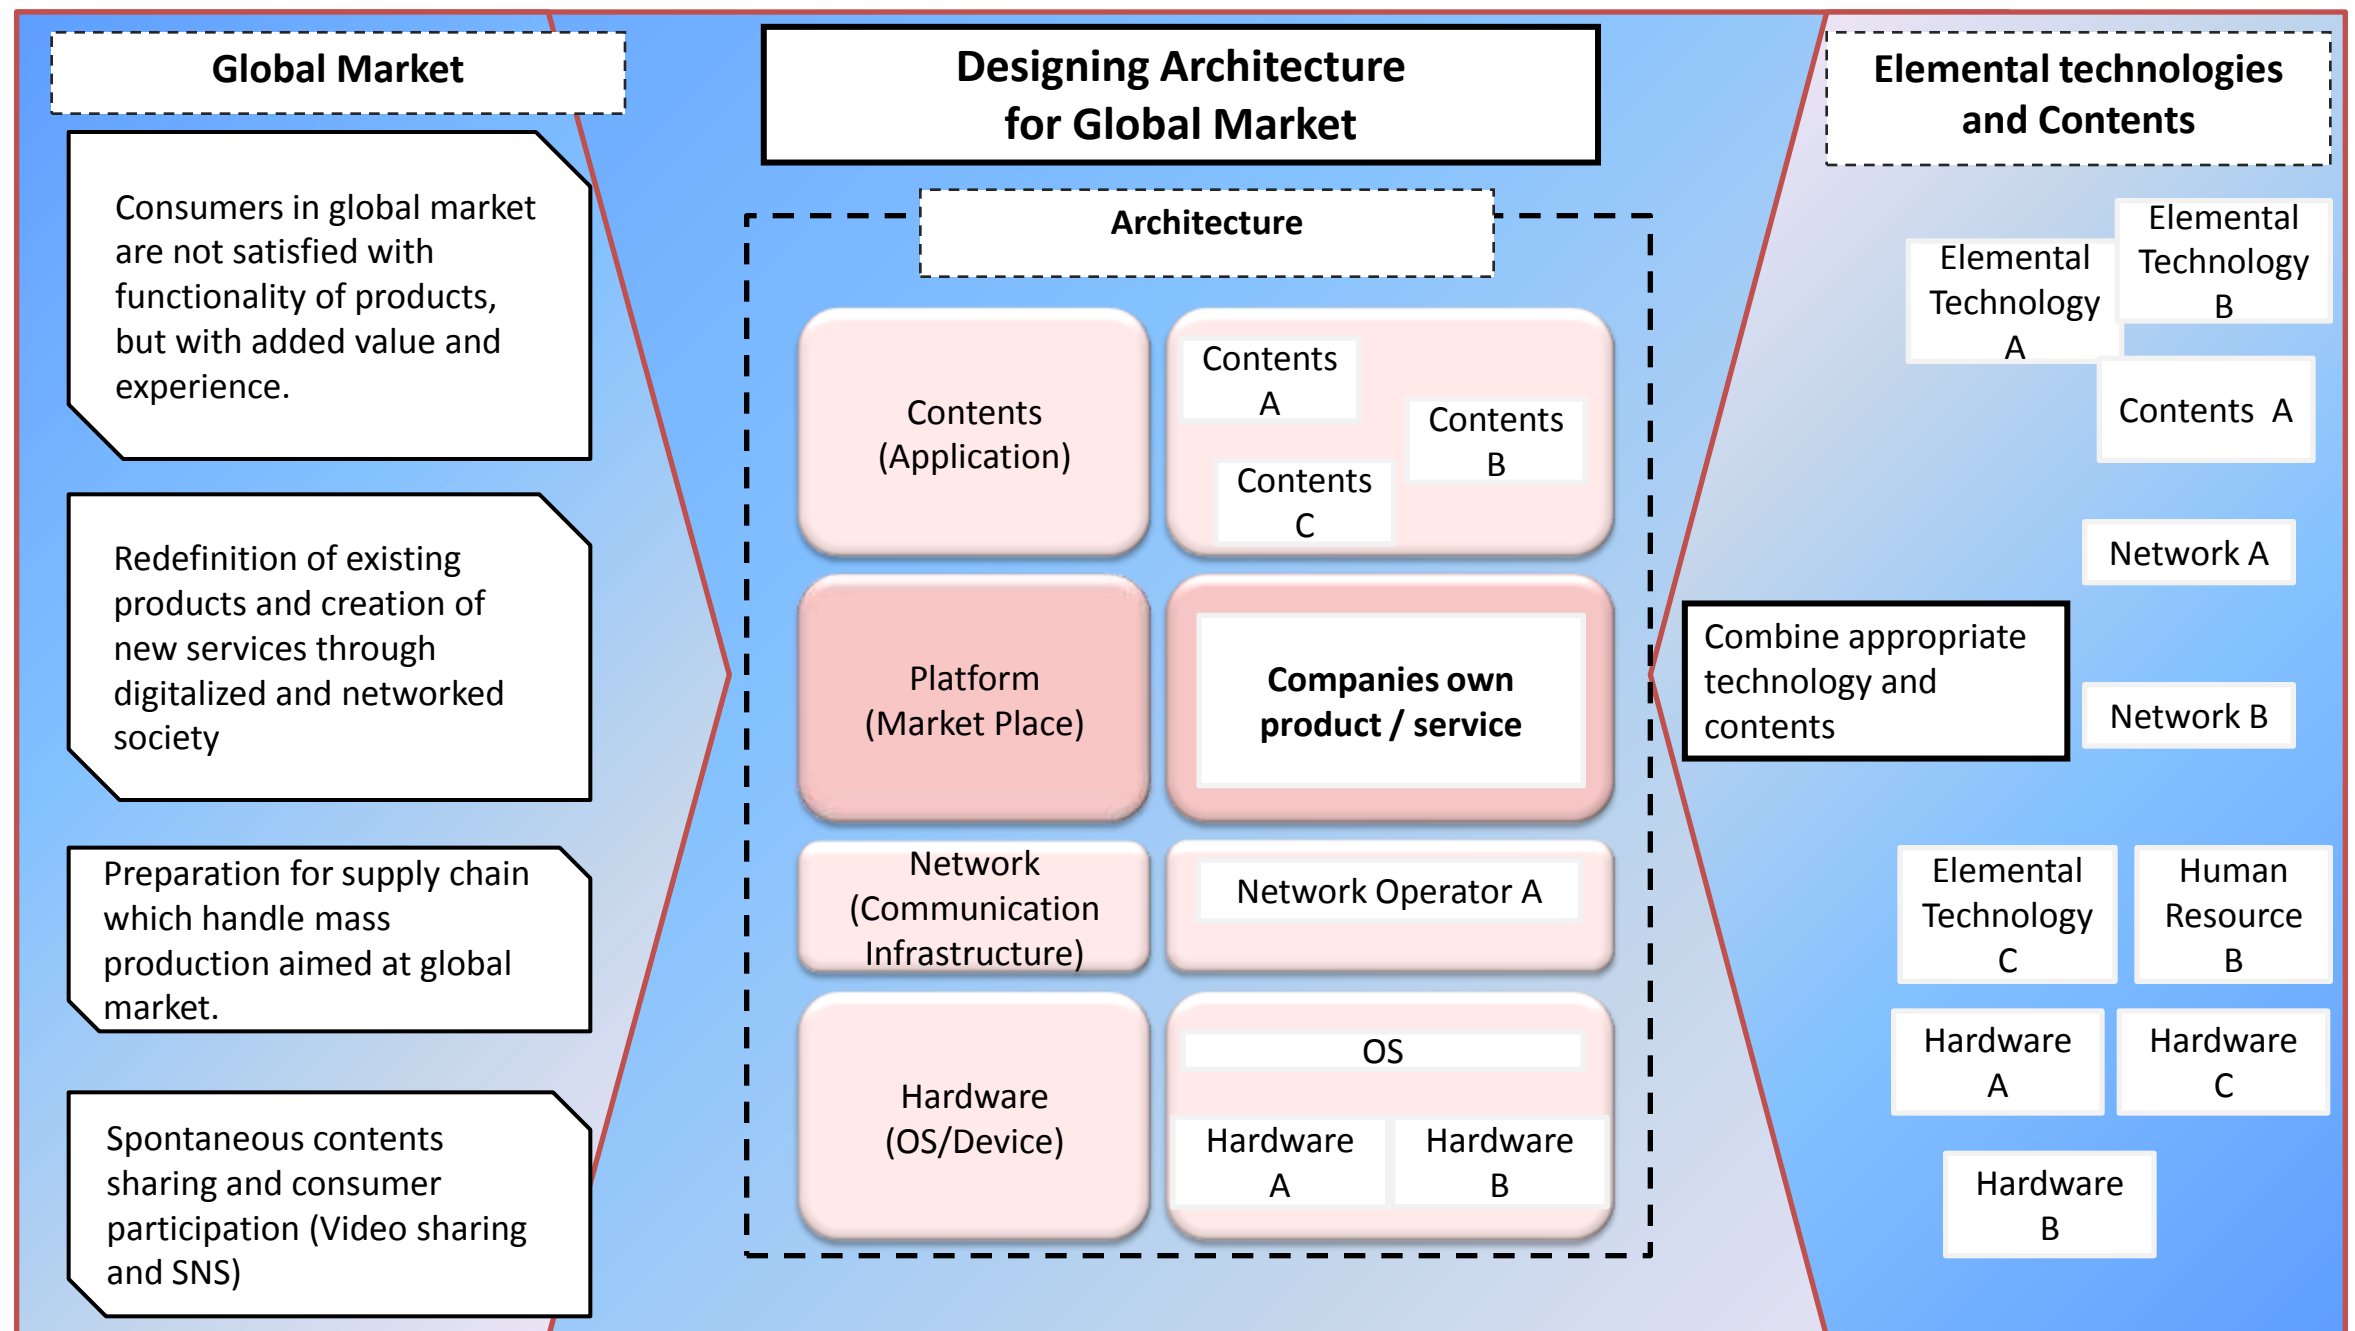 Global Market
Consumers in global market
are not satisfied with
functionality of products,
but with added value and
experience.
Redefinition of existing
products and creation of
new services through
digitalized and networked
society
Preparation for supply chain
which handle mass
production aimed at global
market.
Spontaneous contents
sharing and consumer
participation (Video sharing
and SNS)
Designing Architecture
for Global Market
Architecture
Contents
(Application)
Contents
A
Contents
B
Contents
C
Platform
(Market Place)
Companies own
product / service
Network
(Communication
Infrastructure)
Network Operator A
Hardware
(OS/Device)
OS
Hardware
A
Hardware
B
Elemental technologies
and Contents
Elemental
Technology
A
Elemental
Technology
B
Contents A
Network A
Combine appropriate
technology and
contents
Network B
Elemental
Technology
C
Human
Resource
B
Hardware
A
Hardware
C
Hardware
B